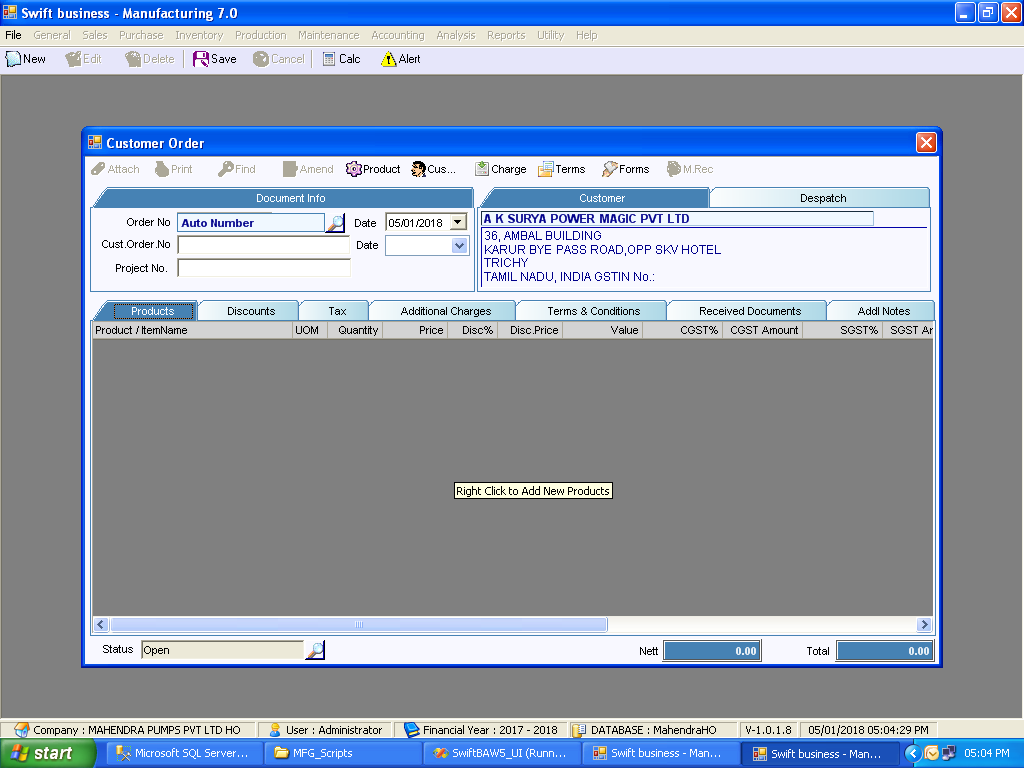 Swift business - Manufacturing 7.0
File General Sales Purchase Inventory Production Maintenance Accounting Analysis Reports Utility Help
New Edit Delete Save Cancel Calc Alert
Customer Order
Attach Print Find Amend Product Cus... Charge Terms Forms M.Rec
Document Info Customer Despatch
Order No Auto Number Date 05/01/2018
A K SURYA POWER MAGIC PVT LTD
Cust.Order.No Date
36, AMBAL BUILDING
KARUR BYE PASS ROAD,OPP SKV HOTEL
Project No.
TRICHY
TAMIL NADU, INDIA GSTIN No.:
Products Discounts Tax Additional Charges Terms & Conditions Received Documents Addl Notes
Product / ItemName UOM Quantity Price Disc% Disc.Price Value CGST% CGST Amount SGST% SGST Ar
Right Click to Add New Products
Status Open Nett 0.00 Total 0.00
Company : MAHENDRA PUMPS PVT LTD HO User : Administrator Financial Year : 2017 - 2018 DATABASE : MahendraHO V-1.0.1.8 05/01/2018 05:04:29 PM
start Microsoft SQL Server... MFG_Scripts SwiftBAW5_UI (Runn... Swift business - Man... Swift business - Man... 05:04 PM